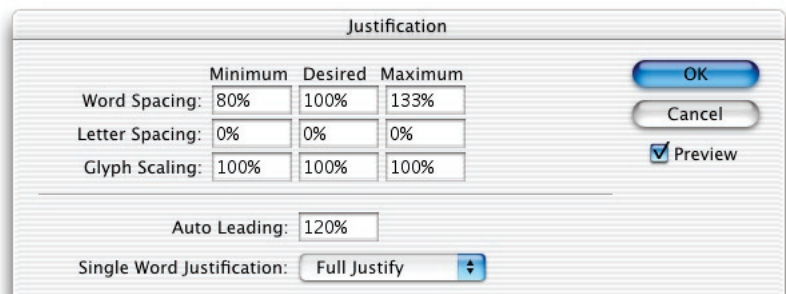 Justification
Minimum Desired Maximum
Word Spacing: 80% 100% 133%
Letter Spacing: 0% 0% 0%
Glyph Scaling: 100% 100% 100%
Auto Leading: 120%
Single Word Justification: Full Justify
OK
Cancel
Preview